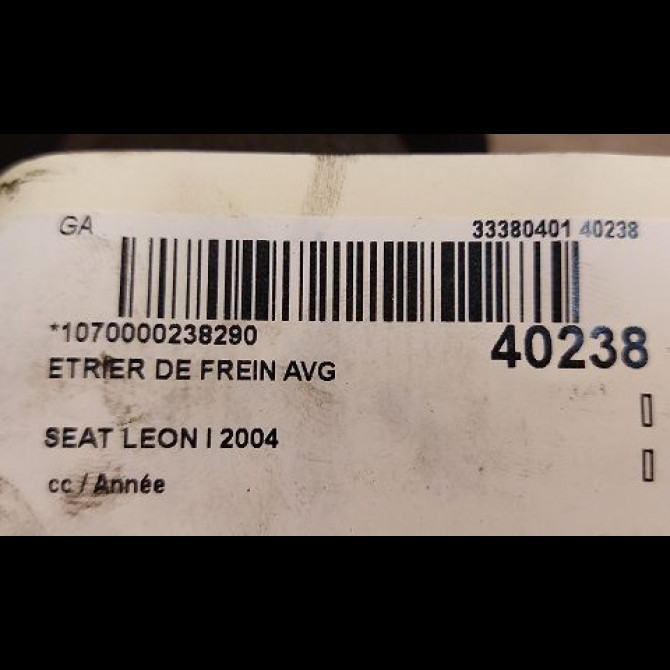 GA 33380401 40238
*1070000238290 40238
ETRIER DE FREIN AVG
SEAT LEON I 2004
cc / Année